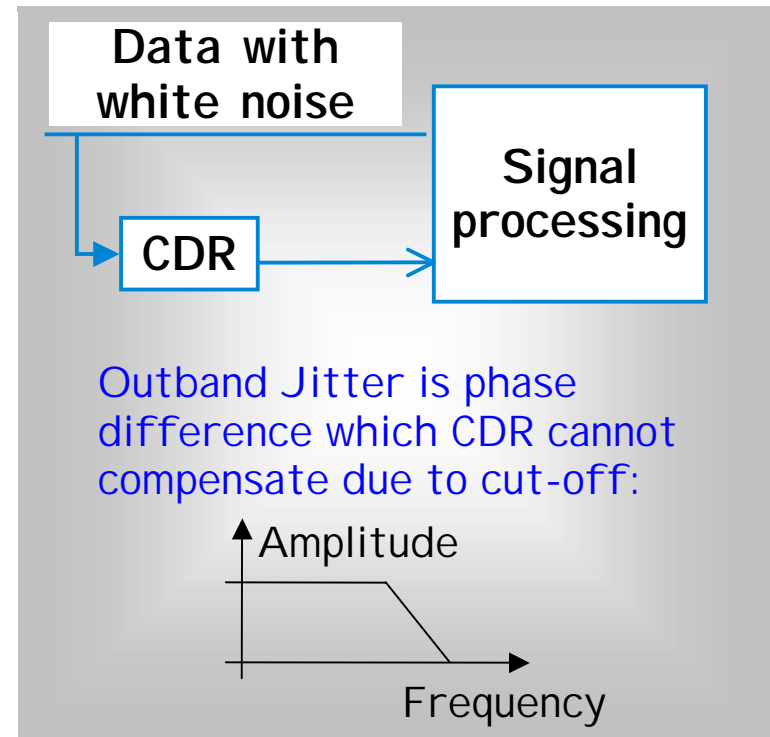 Data with
white noise
Signal
processing
CDR
Outband Jitter is phase
difference which CDR cannot
compensate due to cut-off:
Amplitude
Frequency